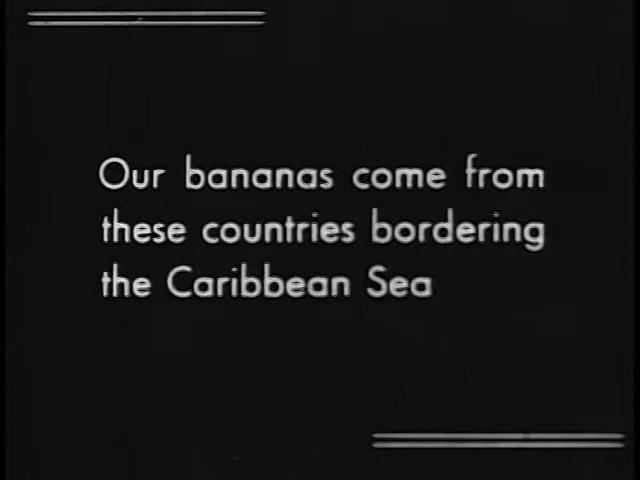 Our bananas come from
these countries bordering
the Caribbean Sea